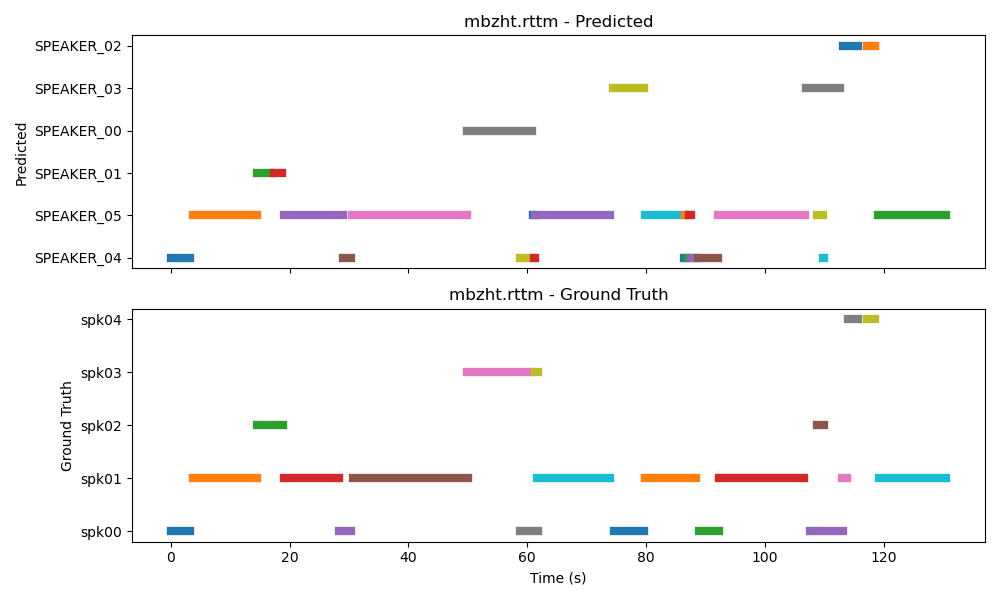 mbzht.rttm - Predicted
SPEAKER_02
SPEAKER_03
SPEAKER_00
SPEAKER_01
SPEAKER_05
SPEAKER_04
Predicted
mbzht.rttm - Ground Truth
spk04
spk03
spk02
spk01
spk00
Ground Truth
0 20 40 60 80 100 120
Time (s)